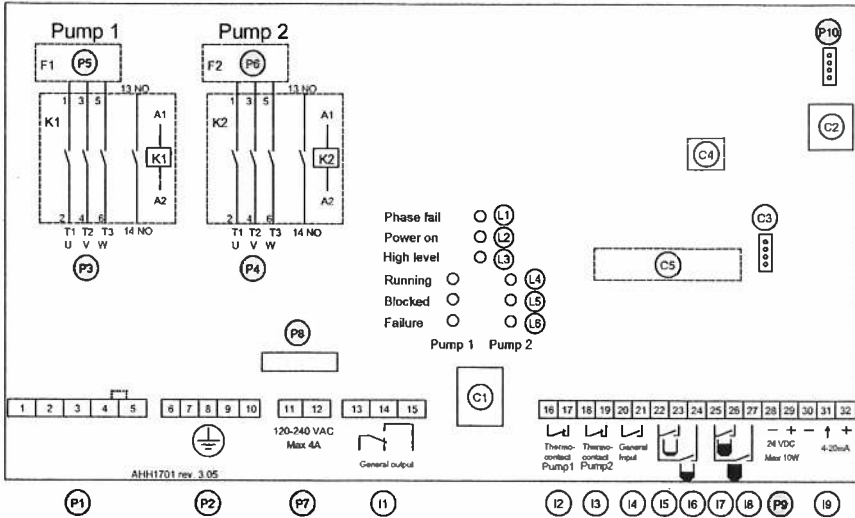 Pump 1 Pump 2
P10
F1 P5 F2 P6
13 NO 13 NO
1 3 5 1 3 5
K1 A1 K2 A1
K1 K2
C2
C4
A2 A2
2 4 6 14 NO 2 4 6 14 NO
T1 T2 T3 T1 T2 T3
U V W U V W
P3 P4
C3
Phase fail L1
Power on L2
High level L3
C5
Running L4
Blocked L5
Failure L6
Pump 1 Pump 2
P8
C1
1 2 3 4 5 6 7 8 9 10 11 12 13 14 15 16 17 18 19 20 21 22 23 24 25 26 27 28 29 30 31 32
120-240 VAC
Max 4A
General output
Thermo-
contact
Pump1
Thermo-
contact
Pump2
General
Input
− + − +
24 VDC
Max 10W
4-20mA
AHH1701 rev. 3.05
P1 P2 P7 I1 I2 I3 I4 I5 I6 I7 I8 P9 I9